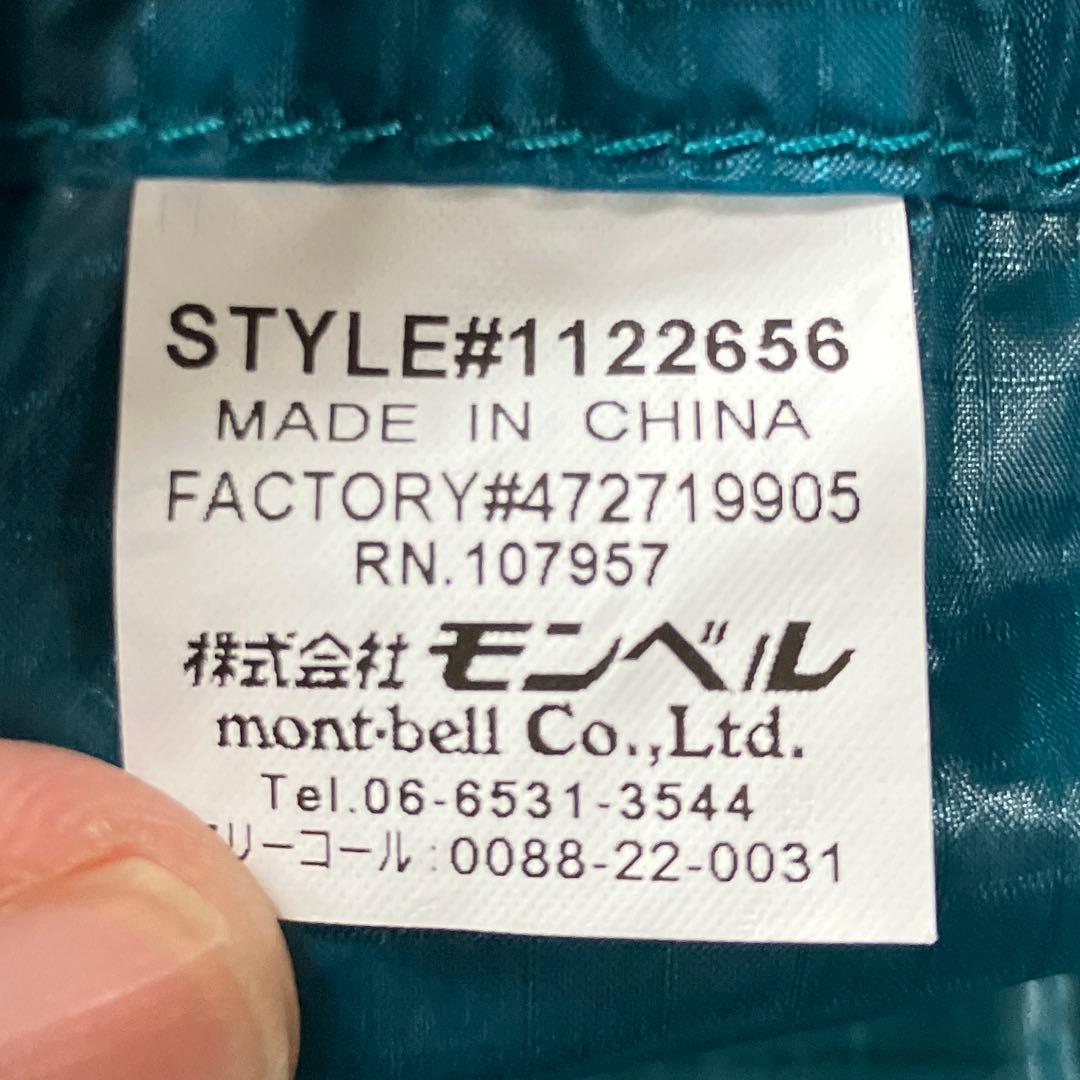 STYLE#1122656
MADE IN CHINA
FACTORY#472719905
RN.107957
株式会社 モンベル
mont·bell Co.,Ltd.
Tel.06-6531-3544
リーコール:0088-22-0031